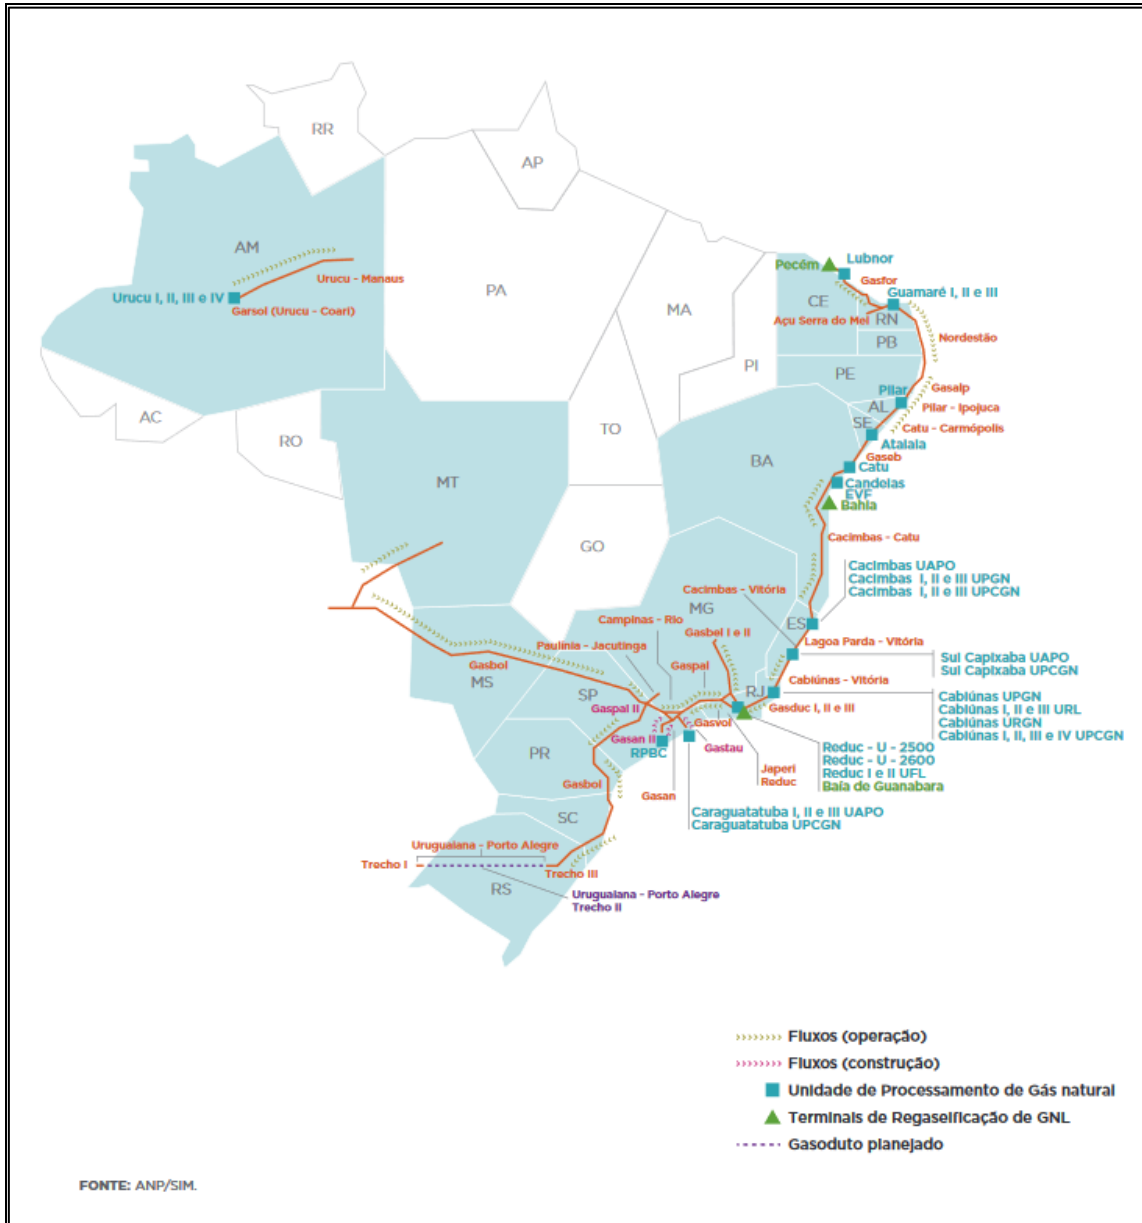 RR
AP
AM
Urucu - Manaus
Urucu I, II, III e IV
Garsol (Urucu - Coari)
PA
MA
PI
TO
AC
RO
MT
GO
Pecém
Lubnor
Gasfor
CE
Guamaré I, II e III
Açu Serra do Mel
RN
Nordestão
PB
PE
Gasalp
Pilar
AL
Pilar - Ipojuca
SE
Catu - Carmópolis
Atalaia
Gaseb
BA
Catu
Candeias
EVF
Bahia
Cacimbas - Catu
Cacimbas UAPO
Cacimbas I, II e III UPGN
Cacimbas I, II e III UPCGN
Cacimbas - Vitória
MG
ES
Campinas - Rio
Gasbel I e II
Lagoa Parda - Vitória
Paulínia - Jacutinga
Sul Capixaba UAPO
Sul Capixaba UPCGN
Gasbol
Gaspal
Cabiúnas - Vitória
MS
SP
RJ
Gaspal II
Gasduc I, II e III
Cabiúnas UPGN
Cabiúnas I, II e III URL
Cabiúnas URGN
Cabiúnas I, II, III e IV UPCGN
Gasvol
Gasan II
Gastau
RPBC
PR
Reduc - U - 2500
Reduc - U - 2600
Reduc I e II UFL
Baía de Guanabara
Japeri
Reduc
Gasbol
Gasan
Caraguatatuba I, II e III UAPO
Caraguatatuba UPCGN
SC
Uruguaiana - Porto Alegre
Trecho I
Trecho III
RS
Uruguaiana - Porto Alegre
Trecho II
Fluxos (operação)
Fluxos (construção)
Unidade de Processamento de Gás natural
Terminais de Regaseificação de GNL
Gasoduto planejado
FONTE: ANP/SIM.